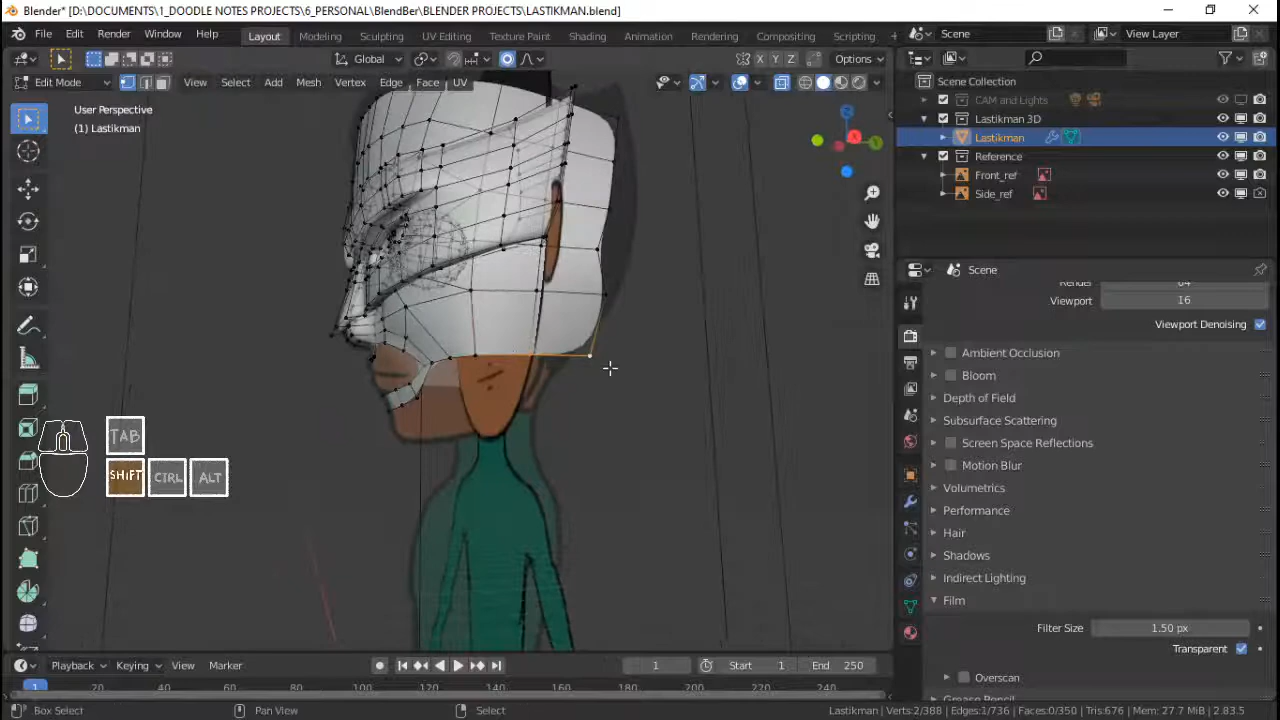 Blender* [D:\DOCUMENTS\1_DOODLE NOTES PROJECTS\6_PERSONAL\BlendBer\BLENDER PROJECTS\LASTIKMAN.blend]
File Edit Render Window Help Layout Modeling Sculpting UV Editing Texture Paint Shading Animation Rendering Compositing Scripting Scene View Layer
Global X Y Z Options
Edit Mode View Select Add Mesh Vertex Edge Face UV
User Perspective
(1) Lastikman
Scene Collection
CAM and Lights
Lastikman 3D
Lastikman
Reference
Front_ref
Side_ref
Scene
Render 64
Viewport 16
Viewport Denoising
Ambient Occlusion
Bloom
Depth of Field
Subsurface Scattering
Screen Space Reflections
Motion Blur
Volumetrics
Performance
Hair
Shadows
Indirect Lighting
Film
Filter Size 1.50 px
Transparent
Overscan
Grease Pencil
TAB
SHIFT CTRL ALT
Playback Keying View Marker 1 Start 1 End 250
1 20 40 60 80 100 120 140 160 180 200 220 240
Box Select Pan View Select Lastikman | Verts:2/388 | Edges:1/736 | Faces:0/350 | Tris:676 | Mem: 27.7 MiB | 2.83.5